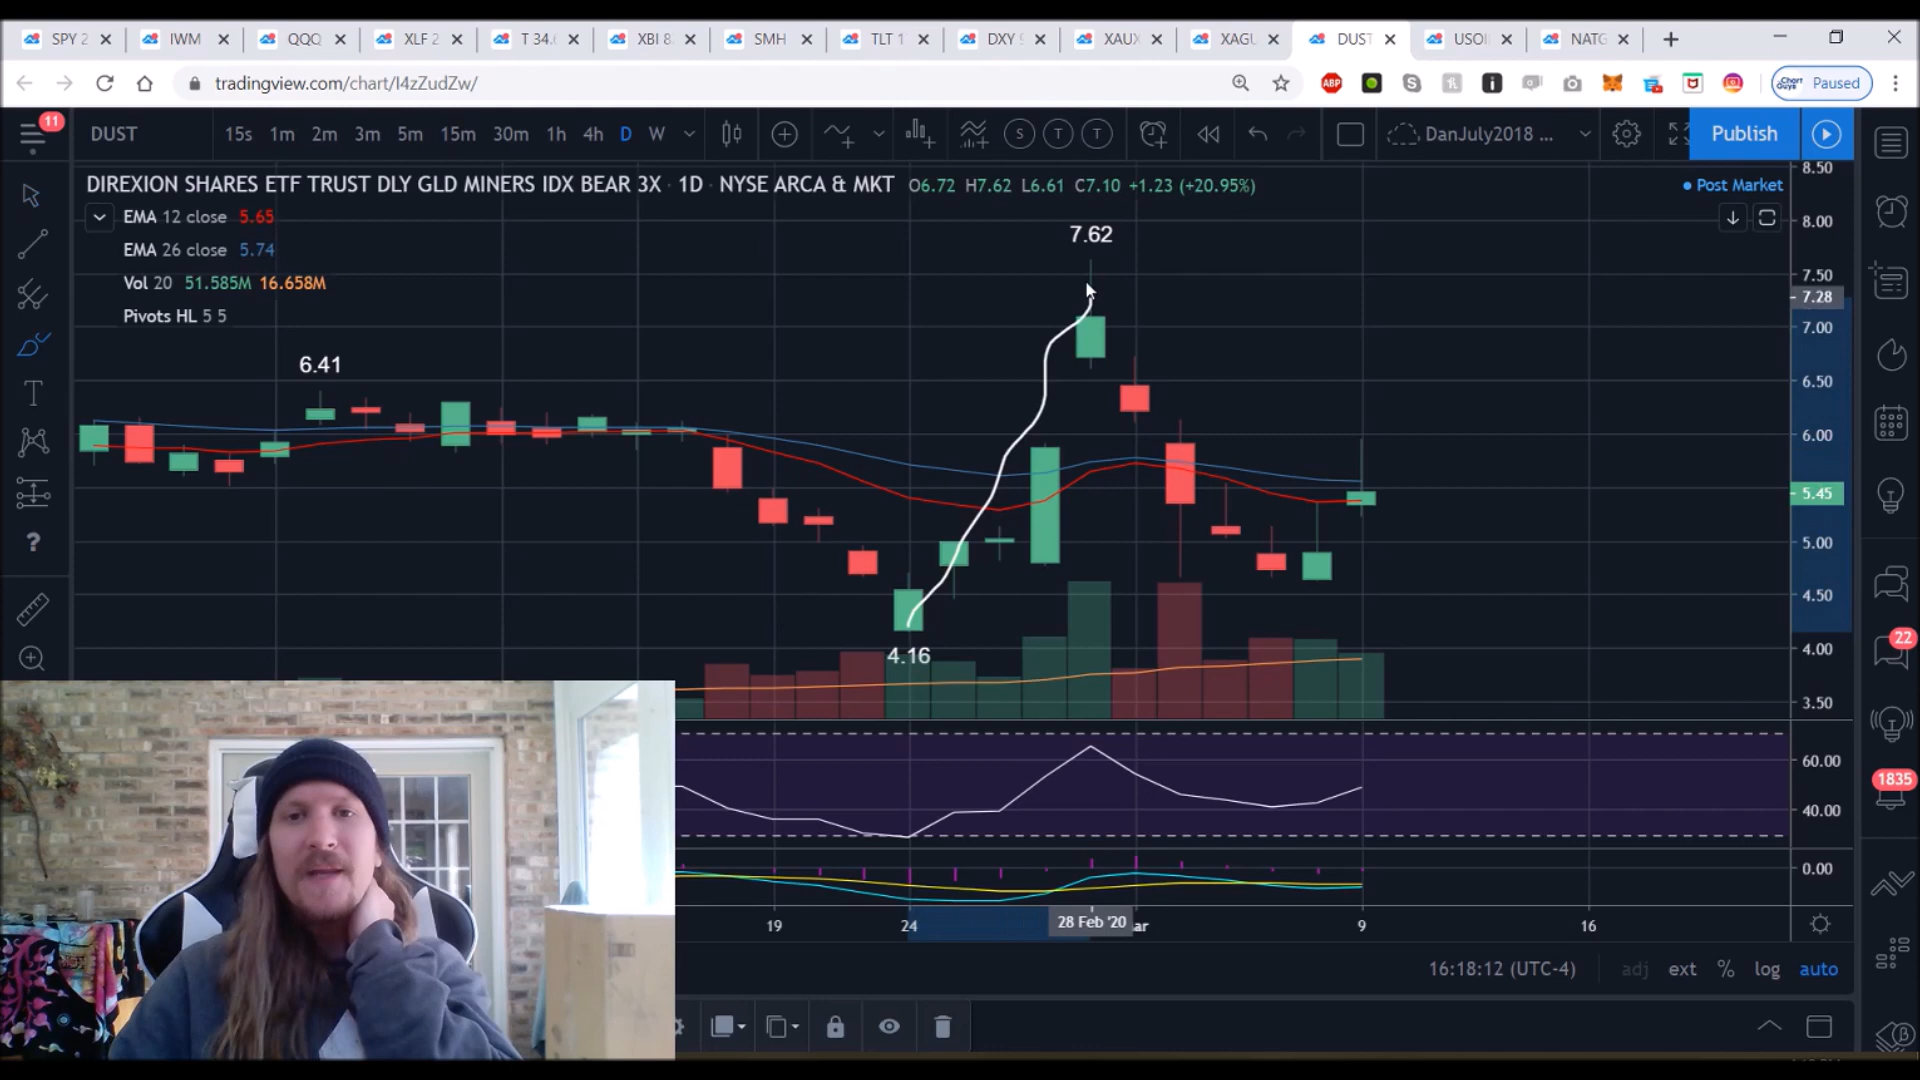 SPY 2
IWM
QQQ
XLF 2
T 34.
XBI 8
SMH
TLT 1
DXY 9
XAUX
XAGU
DUST
USOI
NATG
tradingview.com/chart/I4zZudZw/
ABP
Paused
11
DUST
15s 1m 2m 3m 5m 15m 30m 1h 4h D W
S T T
DanJuly2018 ...
Publish
DIREXION SHARES ETF TRUST DLY GLD MINERS IDX BEAR 3X · 1D · NYSE ARCA & MKT O6.72 H7.62 L6.61 C7.10 +1.23 (+20.95%)
Post Market
EMA 12 close 5.65
EMA 26 close 5.74
Vol 20 51.585M 16.658M
Pivots HL 5 5
7.62
6.41
4.16
8.50
8.00
7.50
7.28
7.00
6.50
6.00
5.45
5.00
4.50
4.00
3.50
60.00
40.00
0.00
22
1835
19
24
28 Feb '20
ar
9
16
16:18:12 (UTC-4)
adj ext % log auto